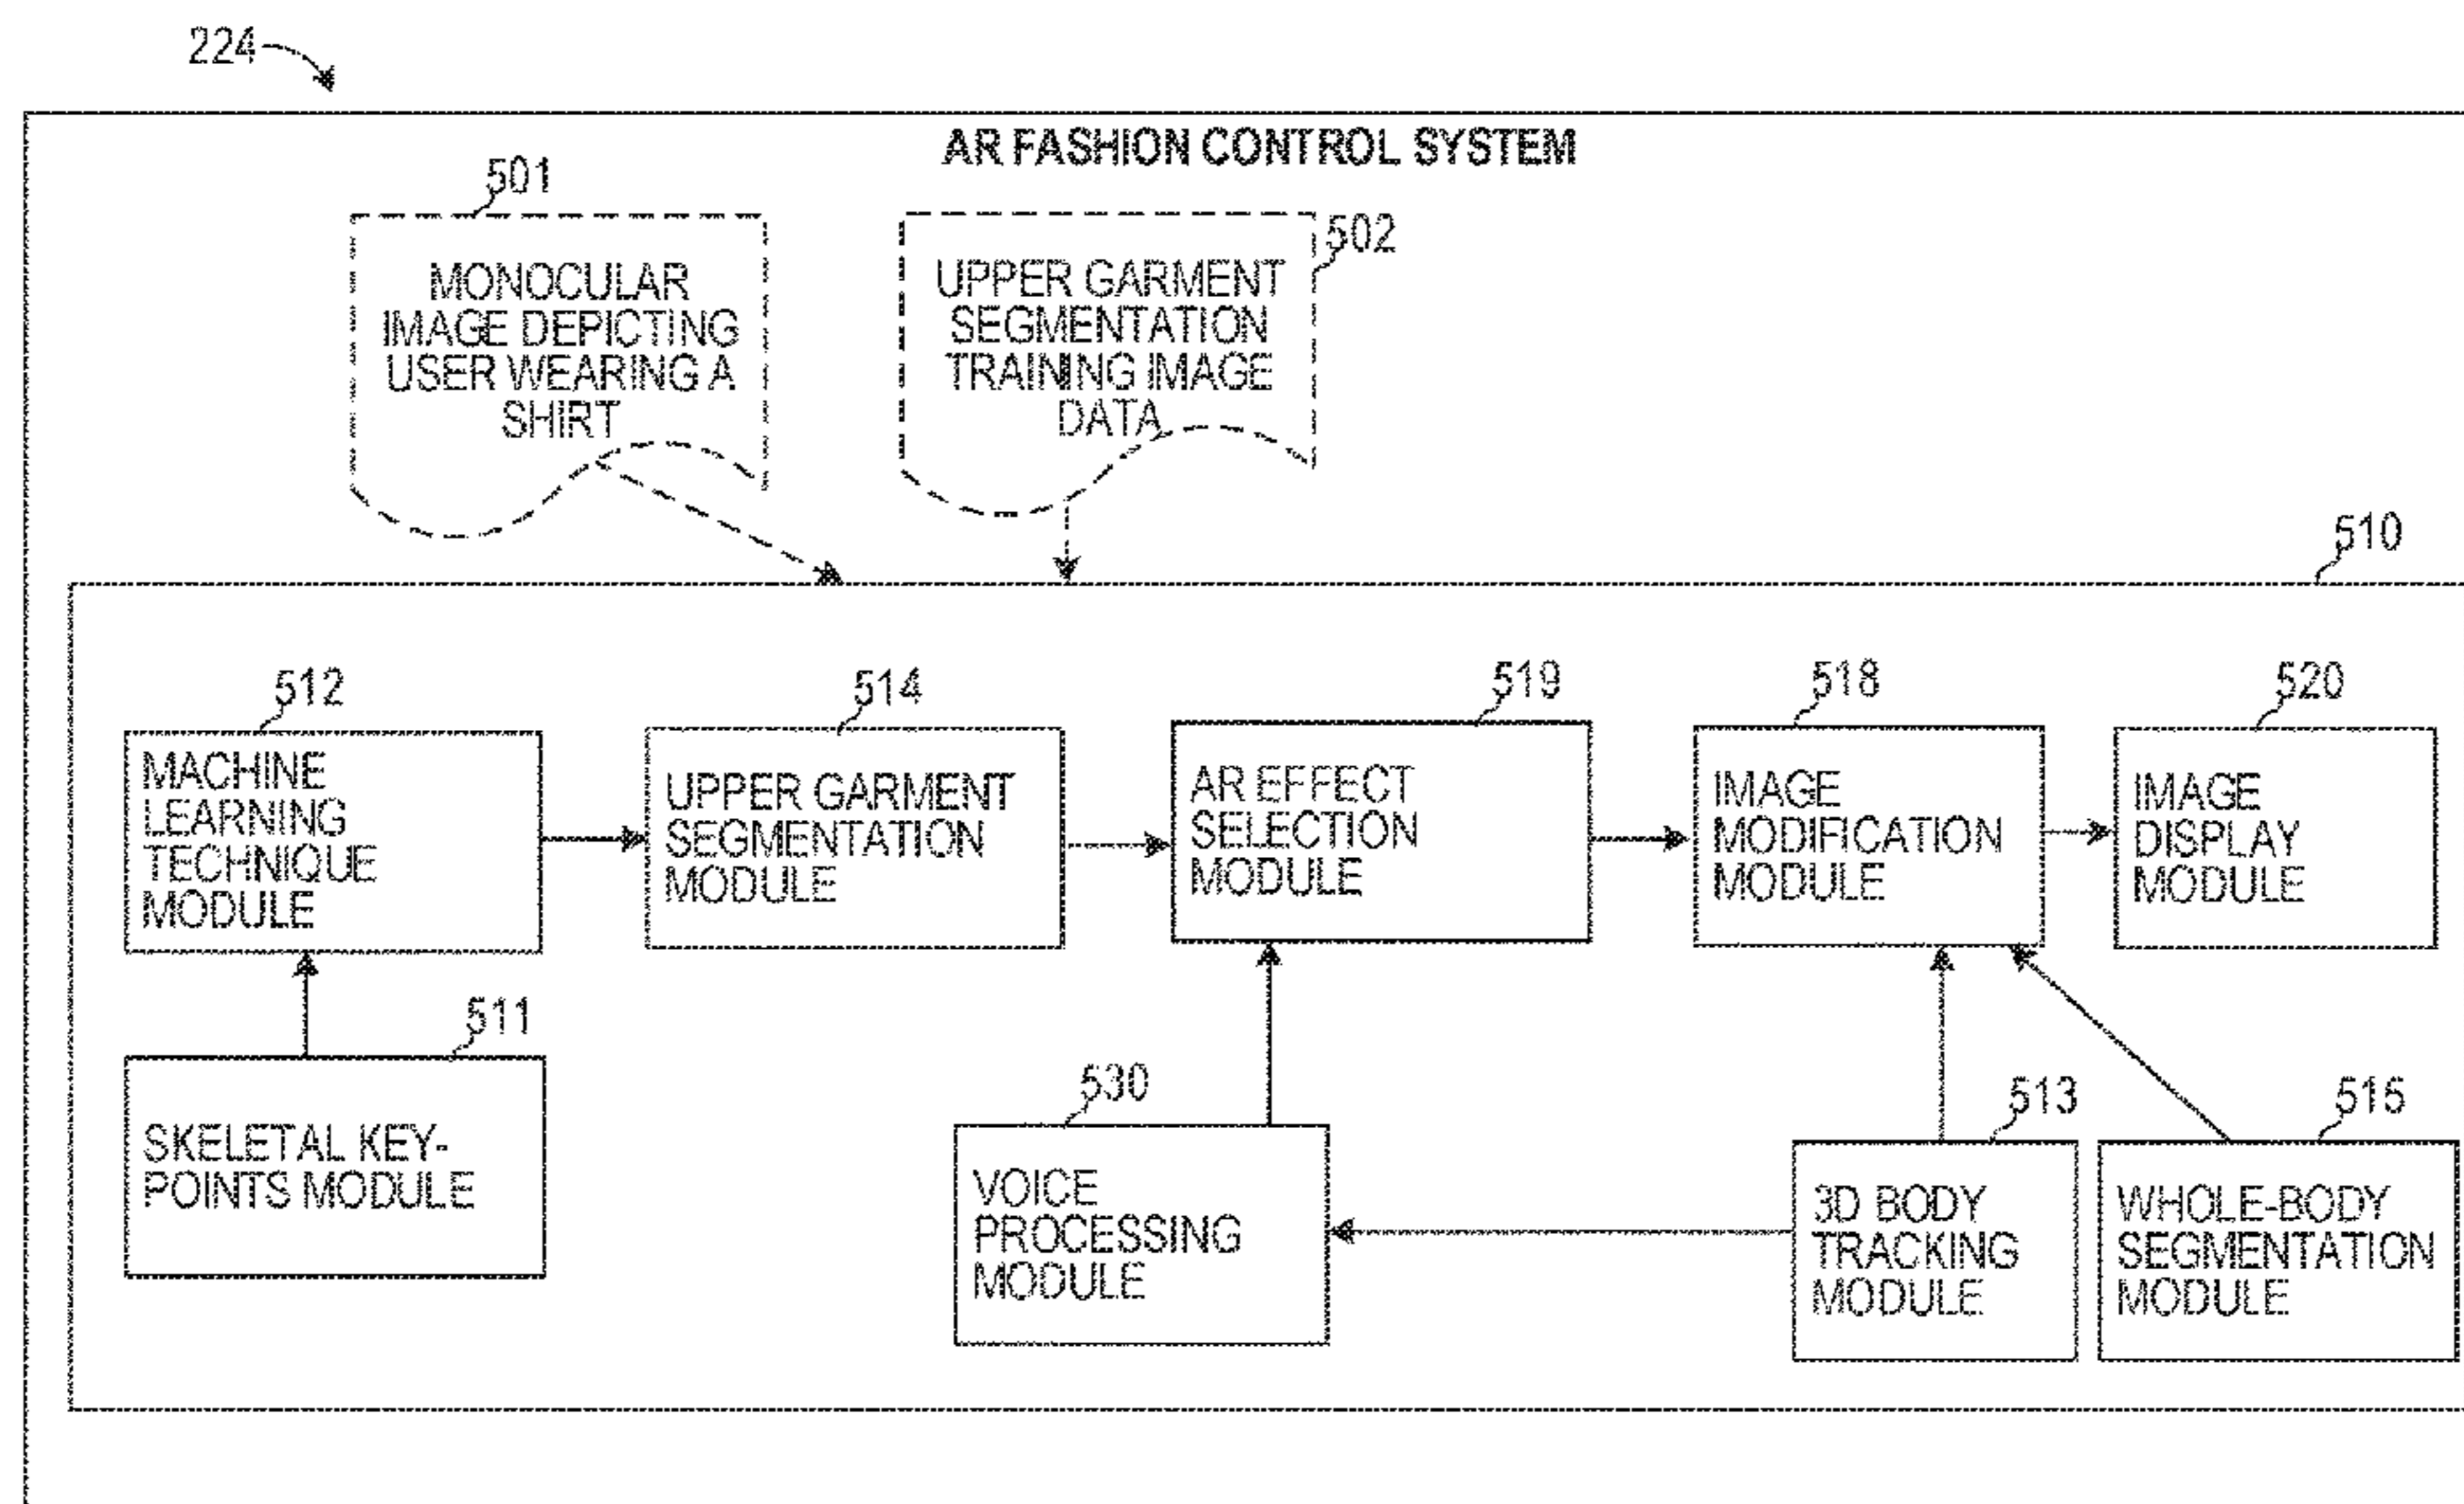 224
AR FASHION CONTROL SYSTEM
501
MONOCULAR
IMAGE DEPICTING
USER WEARING A
SHIRT
502
UPPER GARMENT
SEGMENTATION
TRAINING IMAGE
DATA
510
512
MACHINE
LEARNING
TECHNIQUE
MODULE
514
UPPER GARMENT
SEGMENTATION
MODULE
519
AR EFFECT
SELECTION
MODULE
518
IMAGE
MODIFICATION
MODULE
520
IMAGE
DISPLAY
MODULE
511
SKELETAL KEY-
POINTS MODULE
530
VOICE
PROCESSING
MODULE
513
3D BODY
TRACKING
MODULE
515
WHOLE-BODY
SEGMENTATION
MODULE